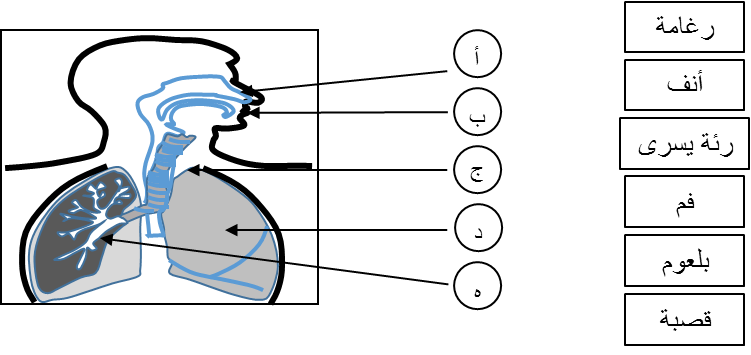 رغامة
أنف
رئة يسرى
فم
بلعوم
قصبة
أ
ب
ج
د
ه